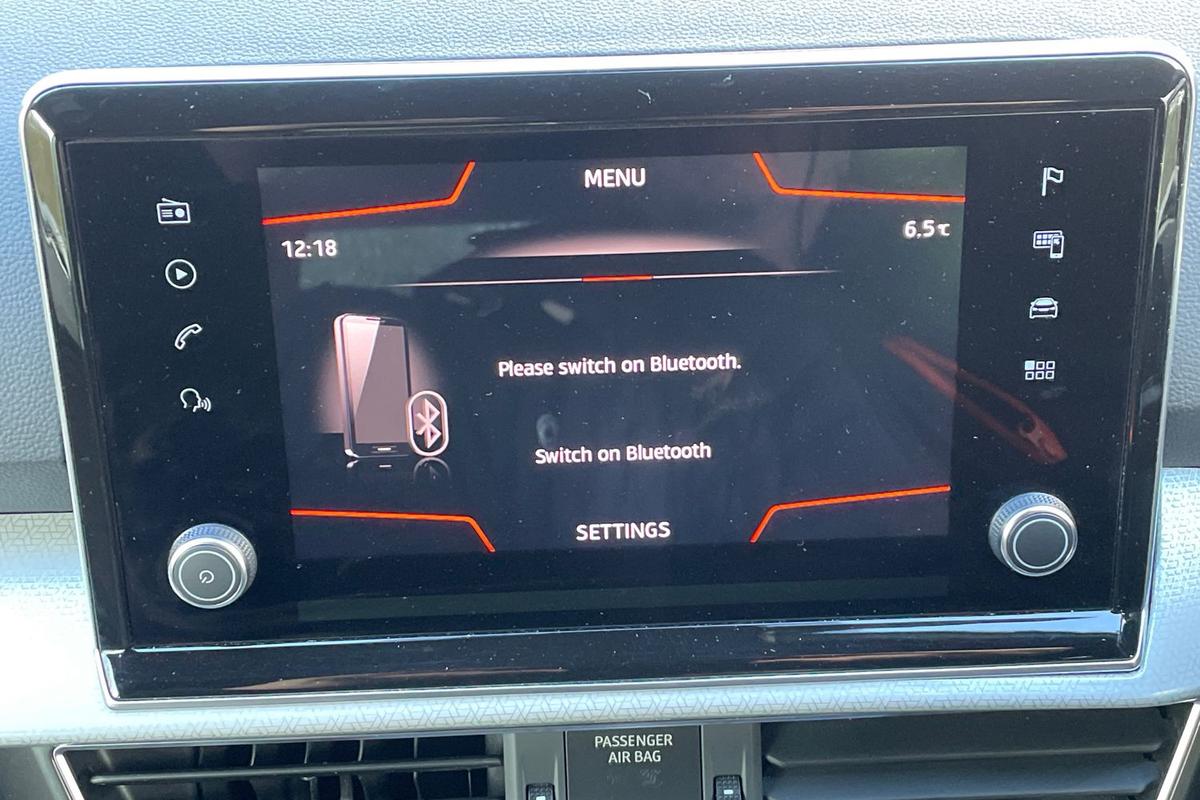 MENU
12:18
6,5℃
Please switch on Bluetooth.
Switch on Bluetooth
SETTINGS
PASSENGER
AIR BAG